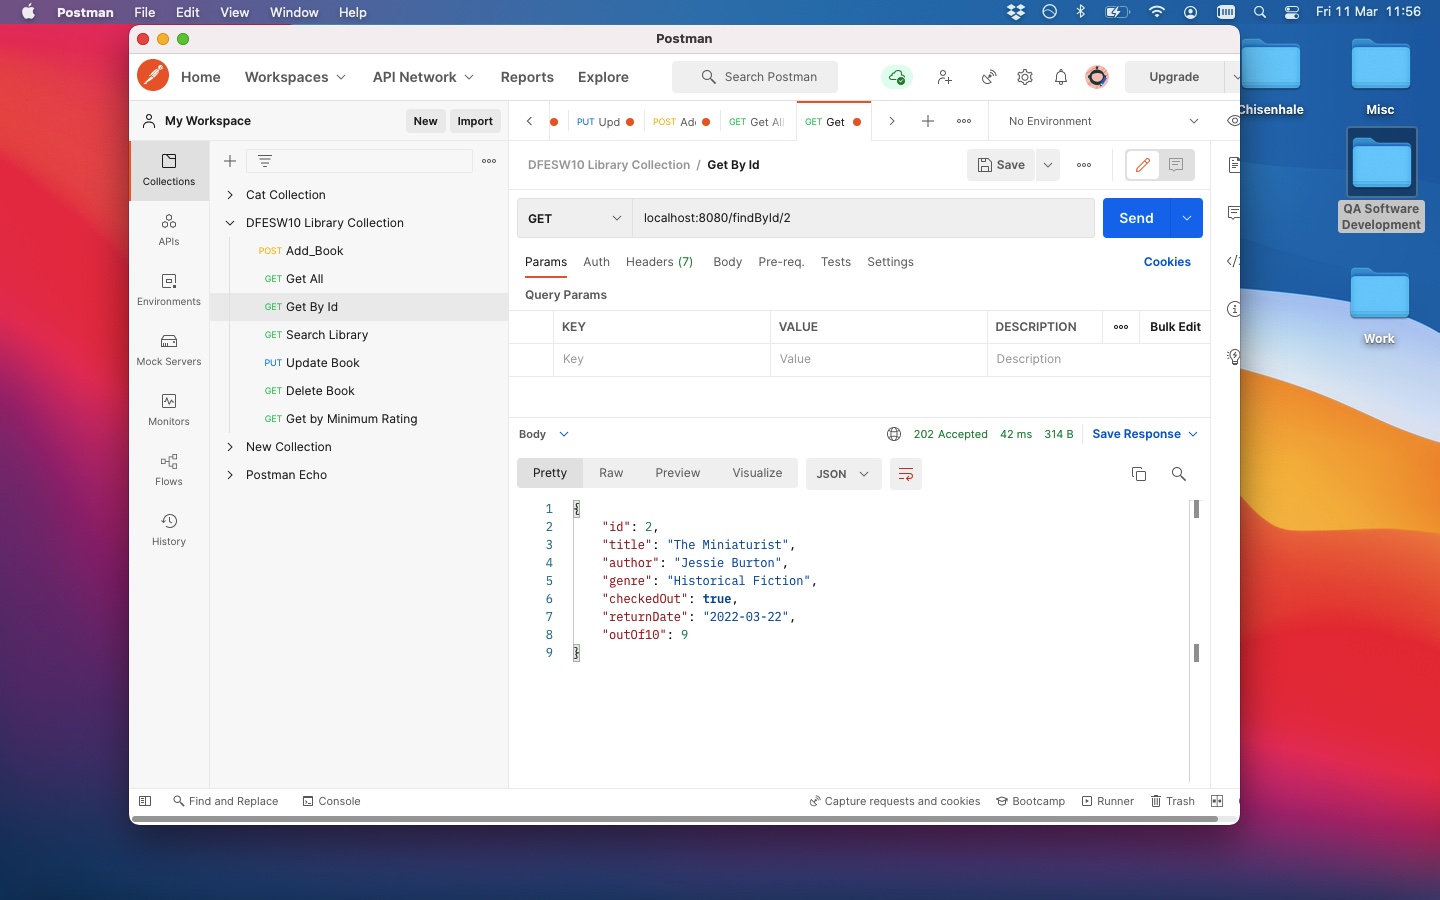 Postman File Edit View Window Help Fri 11 Mar 11:56
Postman
Home Workspaces API Network Reports Explore Search Postman Upgrade
My Workspace New Import
PUT Upd POST Add GET Get All GET Get No Environment
Collections
APIs
Environments
Mock Servers
Monitors
Flows
History
Cat Collection
DFESW10 Library Collection
POST Add_Book
GET Get All
GET Get By Id
GET Search Library
PUT Update Book
GET Delete Book
GET Get by Minimum Rating
New Collection
Postman Echo
DFESW10 Library Collection / Get By Id Save
GET localhost:8080/findById/2 Send
Params Auth Headers (7) Body Pre-req. Tests Settings Cookies
Query Params
KEY VALUE DESCRIPTION Bulk Edit
Key Value Description
Body 202 Accepted 42 ms 314 B Save Response
Pretty Raw Preview Visualize JSON
1 {
2 "id": 2,
3 "title": "The Miniaturist",
4 "author": "Jessie Burton",
5 "genre": "Historical Fiction",
6 "checkedOut": true,
7 "returnDate": "2022-03-22",
8 "outOf10": 9
9 }
Find and Replace Console Capture requests and cookies Bootcamp Runner Trash
Chisenhale
Misc
QA Software
Development
Work